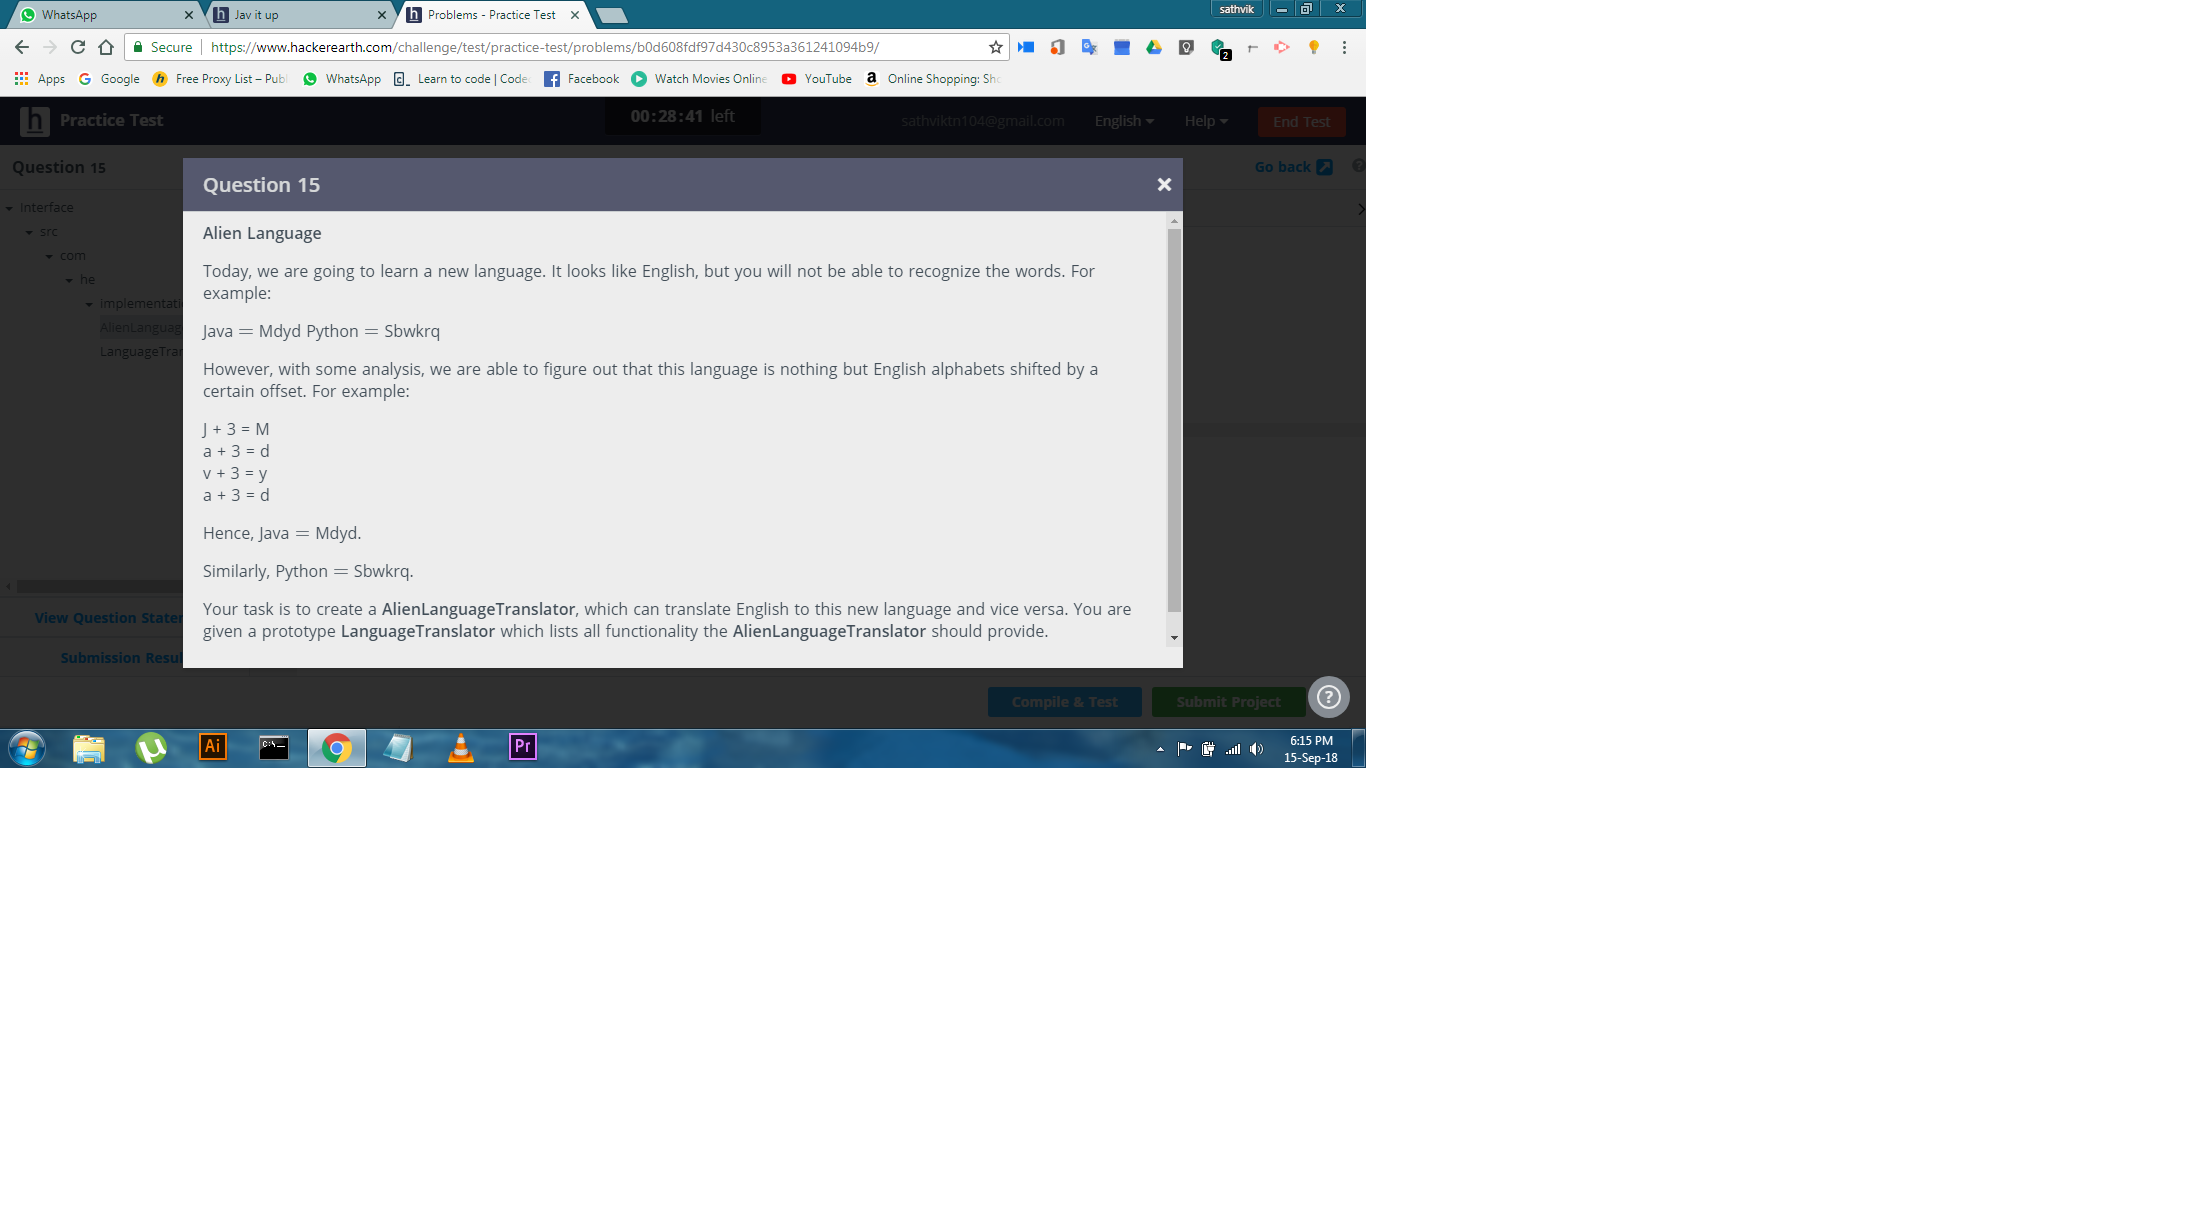 WhatsApp
Jav it up
Problems - Practice Test
sathvik
Secure
https://www.hackerearth.com/challenge/test/practice-test/problems/b0d608fdf97d430c8953a361241094b9/
2
Apps
Google
Free Proxy List – Publ
WhatsApp
Learn to code | Code
Facebook
Watch Movies Online
YouTube
Online Shopping: Sho
h Practice Test
00:28:41 left
sathviktn104@gmail.com
English
Help
End Test
Question 15
Go back
Question 15
Interface
src
com
he
implementati
AlienLanguag
LanguageTran
Alien Language
Today, we are going to learn a new language. It looks like English, but you will not be able to recognize the words. For
example:
Java = Mdyd Python = Sbwkrq
However, with some analysis, we are able to figure out that this language is nothing but English alphabets shifted by a
certain offset. For example:
J + 3 = M
a + 3 = d
v + 3 = y
a + 3 = d
Hence, Java = Mdyd.
Similarly, Python = Sbwkrq.
Your task is to create a AlienLanguageTranslator, which can translate English to this new language and vice versa. You are
given a prototype LanguageTranslator which lists all functionality the AlienLanguageTranslator should provide.
View Question Stater
Submission Resul
Compile & Test
Submit Project
?
Ai
C:\
Pr
6:15 PM
15-Sep-18